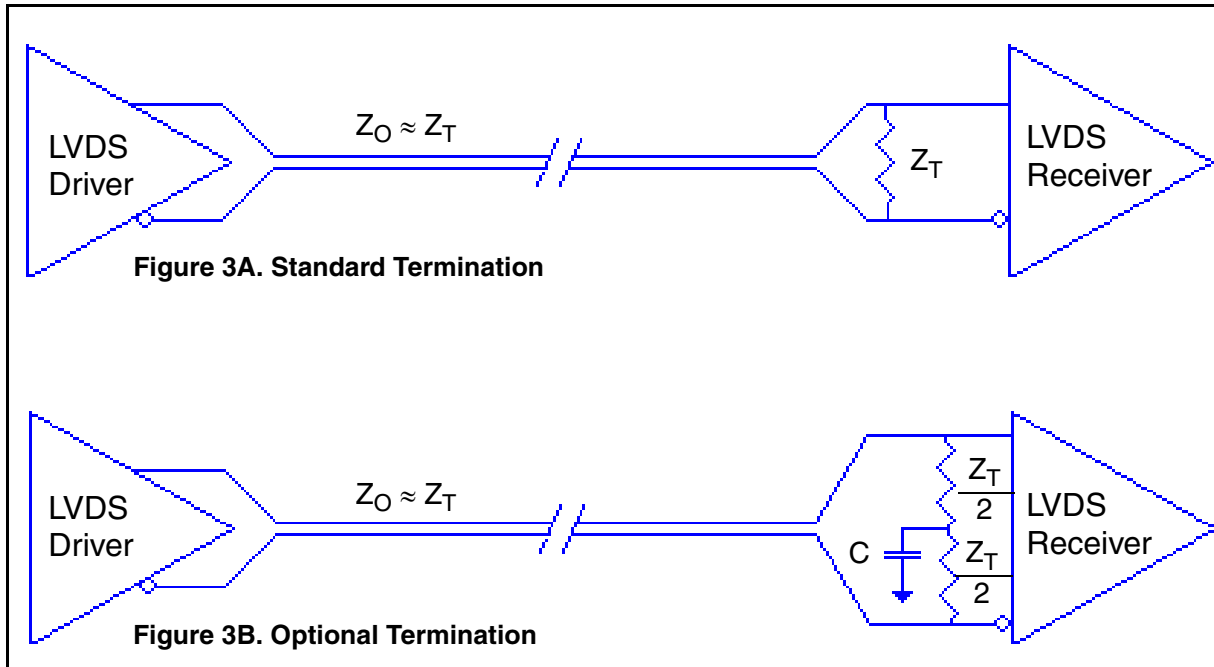 LVDS
Driver
Z_O ≈ Z_T
Z_T
LVDS
Receiver
Figure 3A. Standard Termination
LVDS
Driver
Z_O ≈ Z_T
C
Z_T
2
Z_T
2
LVDS
Receiver
Figure 3B. Optional Termination